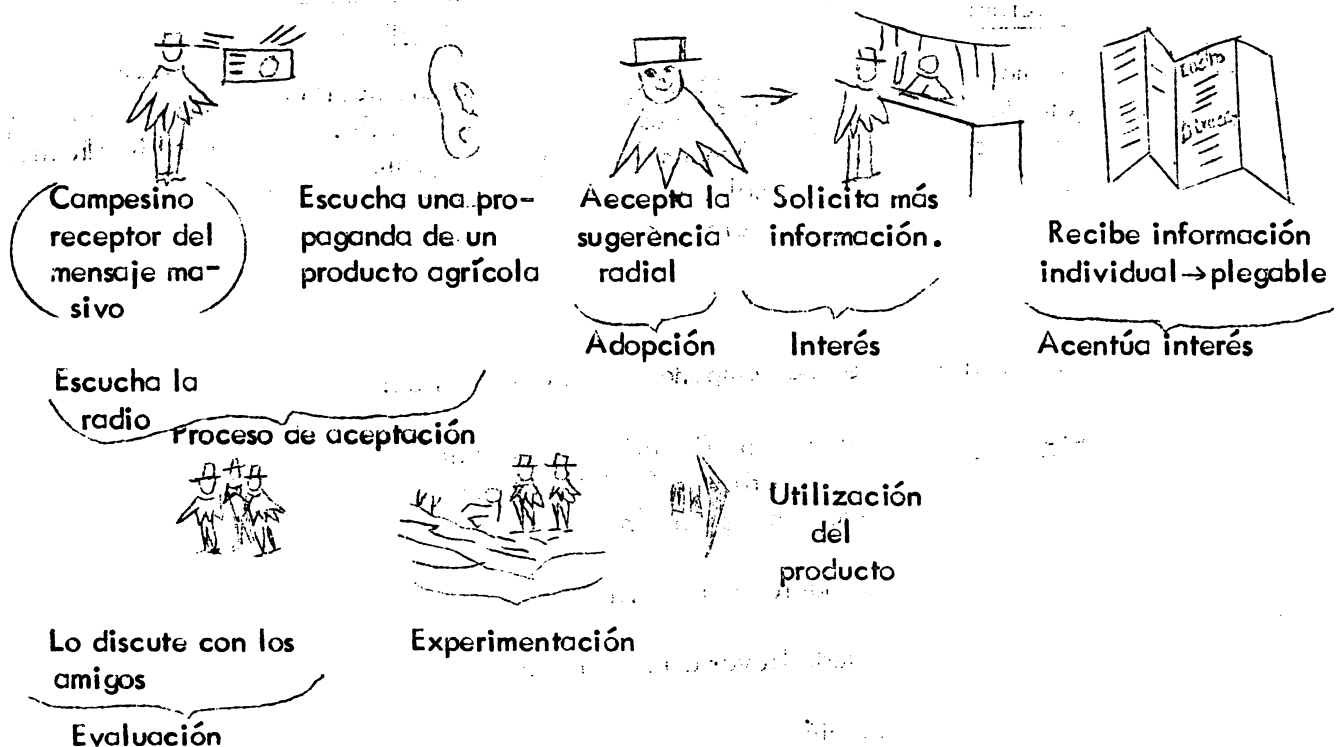 Campesino
receptor del
mensaje ma-
sivo
Escucha una pro-
paganda de un
producto agrícola
Aecepta la
sugerencia
radial
Solicita más
información.
Recibe información
individual→plegable
Adopción
Interés
Acentúa interés
Escucha la
radio
Proceso de aceptación
Utilización
del
producto
Lo discute con los
amigos
Experimentación
Evaluación